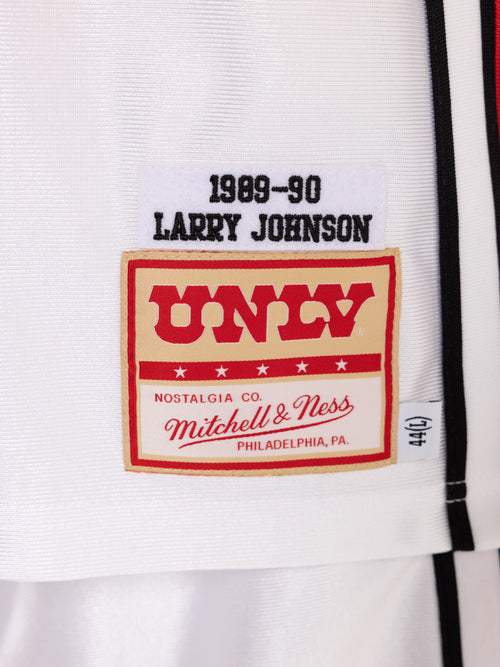 1989-90
LARRY JOHNSON
UNLV
NOSTALGIA CO.
Mitchell & Ness
PHILADELPHIA, PA.
44(L)